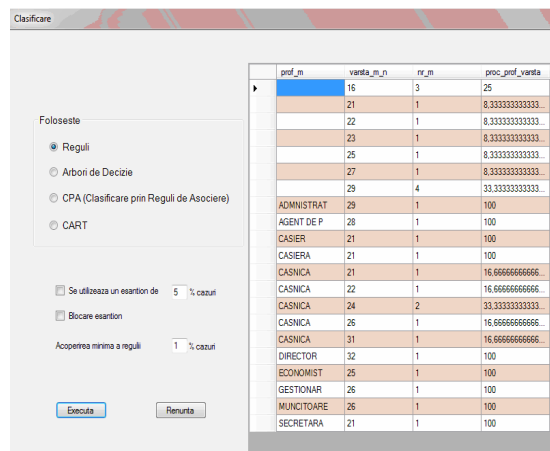 Clasificare
Foloseste
Reguli
Arbori de Decizie
CPA (Clasificare prin Reguli de Asociere)
CART
Se utilizeaza un esantion de 5 % cazuri
Blocare esantion
Acoperirea minima a regulii 1 % cazuri
Executa Renunta
prof_m varsta_m_n nr_m proc_prof_varsta
16 3 25
21 1 8,333333333333...
22 1 8,333333333333...
23 1 8,333333333333...
25 1 8,333333333333...
27 1 8,333333333333...
29 4 33,33333333333...
ADMNISTRAT 29 1 100
AGENT DE P 28 1 100
CASIER 21 1 100
CASIERA 21 1 100
CASNICA 21 1 16,66666666666...
CASNICA 22 1 16,66666666666...
CASNICA 24 2 33,33333333333...
CASNICA 26 1 16,66666666666...
CASNICA 31 1 16,66666666666...
DIRECTOR 32 1 100
ECONOMIST 25 1 100
GESTIONAR 26 1 100
MUNCITOARE 26 1 100
SECRETARA 21 1 100